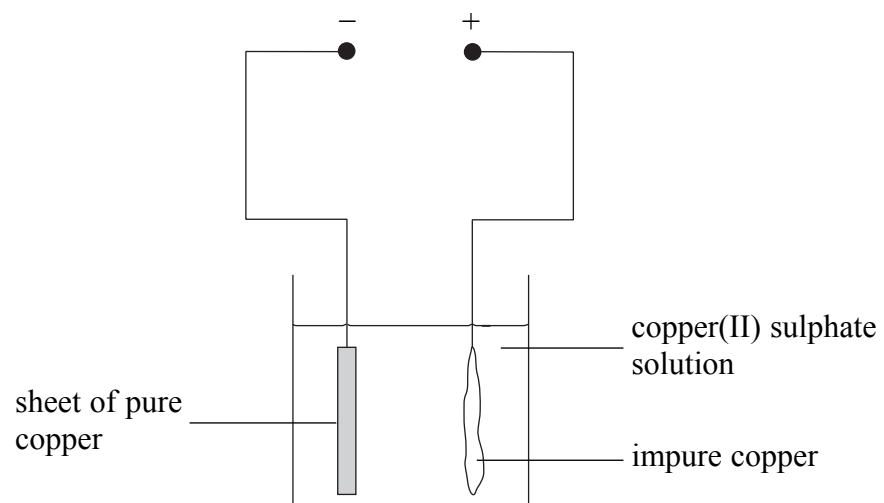 − +
copper(II) sulphate
solution
sheet of pure
copper
impure copper